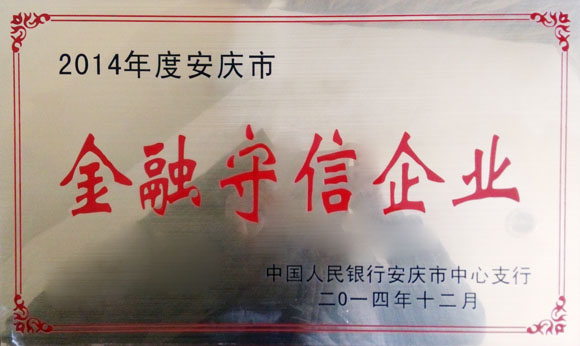 2014年度安庆市
金融守信企业
中国人民银行安庆市中心支行
二〇一四年十二月